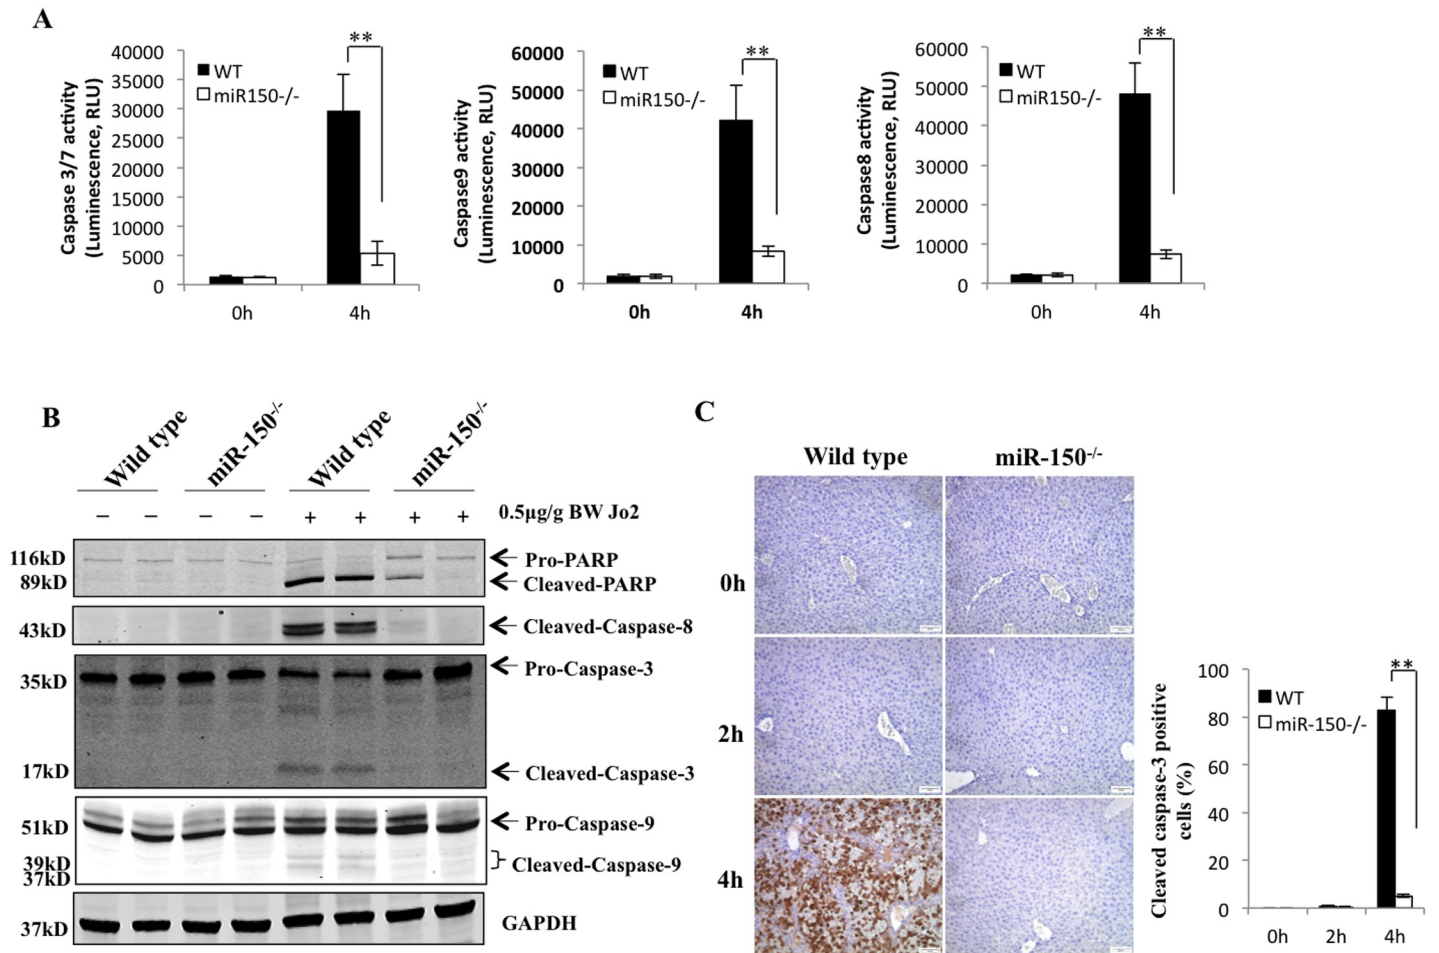 A
Caspase 3/7 activity
(Luminescence, RLU)
40000
35000
30000
25000
20000
15000
10000
5000
0
WT
miR150-/-
**
0h
4h
Caspase9 activity
(Luminescence, RLU)
60000
50000
40000
30000
20000
10000
0
WT
miR150-/-
**
0h
4h
Caspase8 activity
(Luminescence, RLU)
60000
50000
40000
30000
20000
10000
0
WT
miR150-/-
**
0h
4h
B
Wild type
miR-150-/-
Wild type
miR-150-/-
− − − − + + + + 0.5µg/g BW Jo2
116kD Pro-PARP
89kD Cleaved-PARP
43kD Cleaved-Caspase-8
Pro-Caspase-3
35kD
17kD Cleaved-Caspase-3
51kD Pro-Caspase-9
39kD Cleaved-Caspase-9
37kD
37kD GAPDH
C
Wild type miR-150-/-
0h
2h
4h
Cleaved caspase-3 positive
cells (%)
100
80
60
40
20
0
WT
miR-150-/-
**
0h 2h 4h